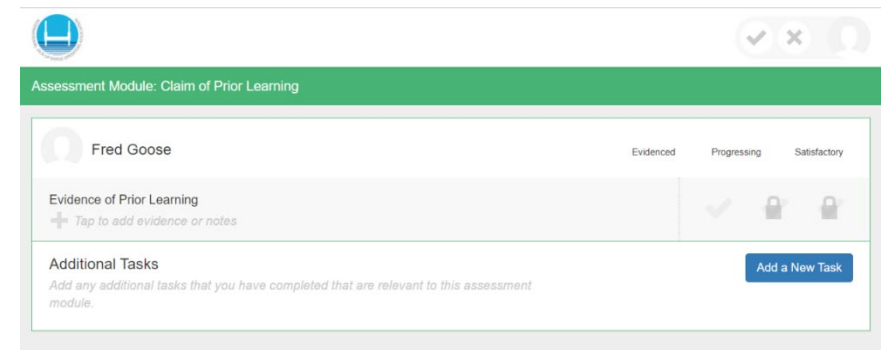 Assessment Module: Claim of Prior Learning
Fred Goose
Evidenced Progressing Satisfactory
Evidence of Prior Learning
Tap to add evidence or notes
Additional Tasks
Add a New Task
Add any additional tasks that you have completed that are relevant to this assessment
module.